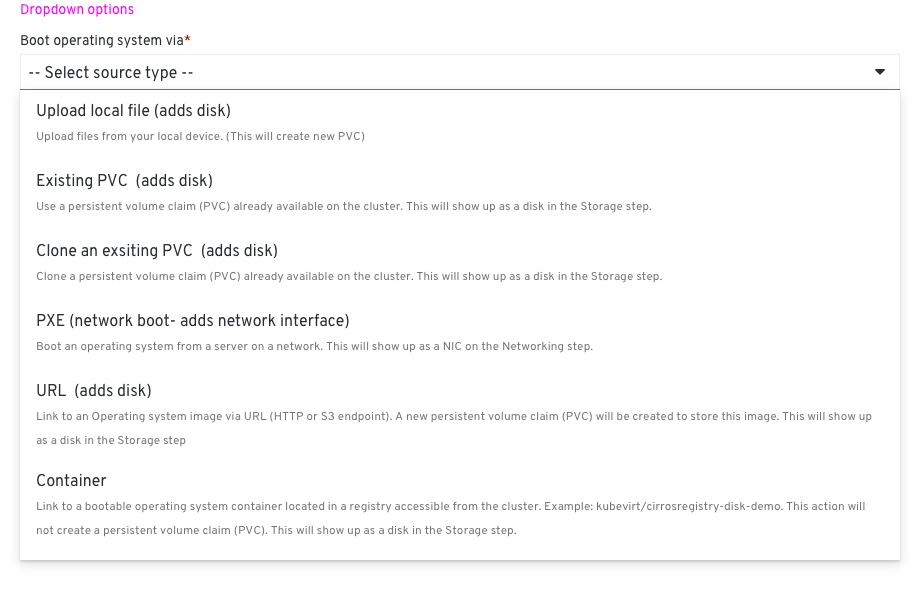 Dropdown options
Boot operating system via*
-- Select source type --
Upload local file (adds disk)
Upload files from your local device. (This will create new PVC)
Existing PVC  (adds disk)
Use a persistent volume claim (PVC) already available on the cluster. This will show up as a disk in the Storage step.
Clone an exsiting PVC  (adds disk)
Clone a persistent volume claim (PVC) already available on the cluster. This will show up as a disk in the Storage step.
PXE (network boot- adds network interface)
Boot an operating system from a server on a network. This will show up as a NIC on the Networking step.
URL  (adds disk)
Link to an Operating system image via URL (HTTP or S3 endpoint). A new persistent volume claim (PVC) will be created to store this image. This will show up
as a disk in the Storage step
Container
Link to a bootable operating system container located in a registry accessible from the cluster. Example: kubevirt/cirrosregistry-disk-demo. This action will
not create a persistent volume claim (PVC). This will show up as a disk in the Storage step.